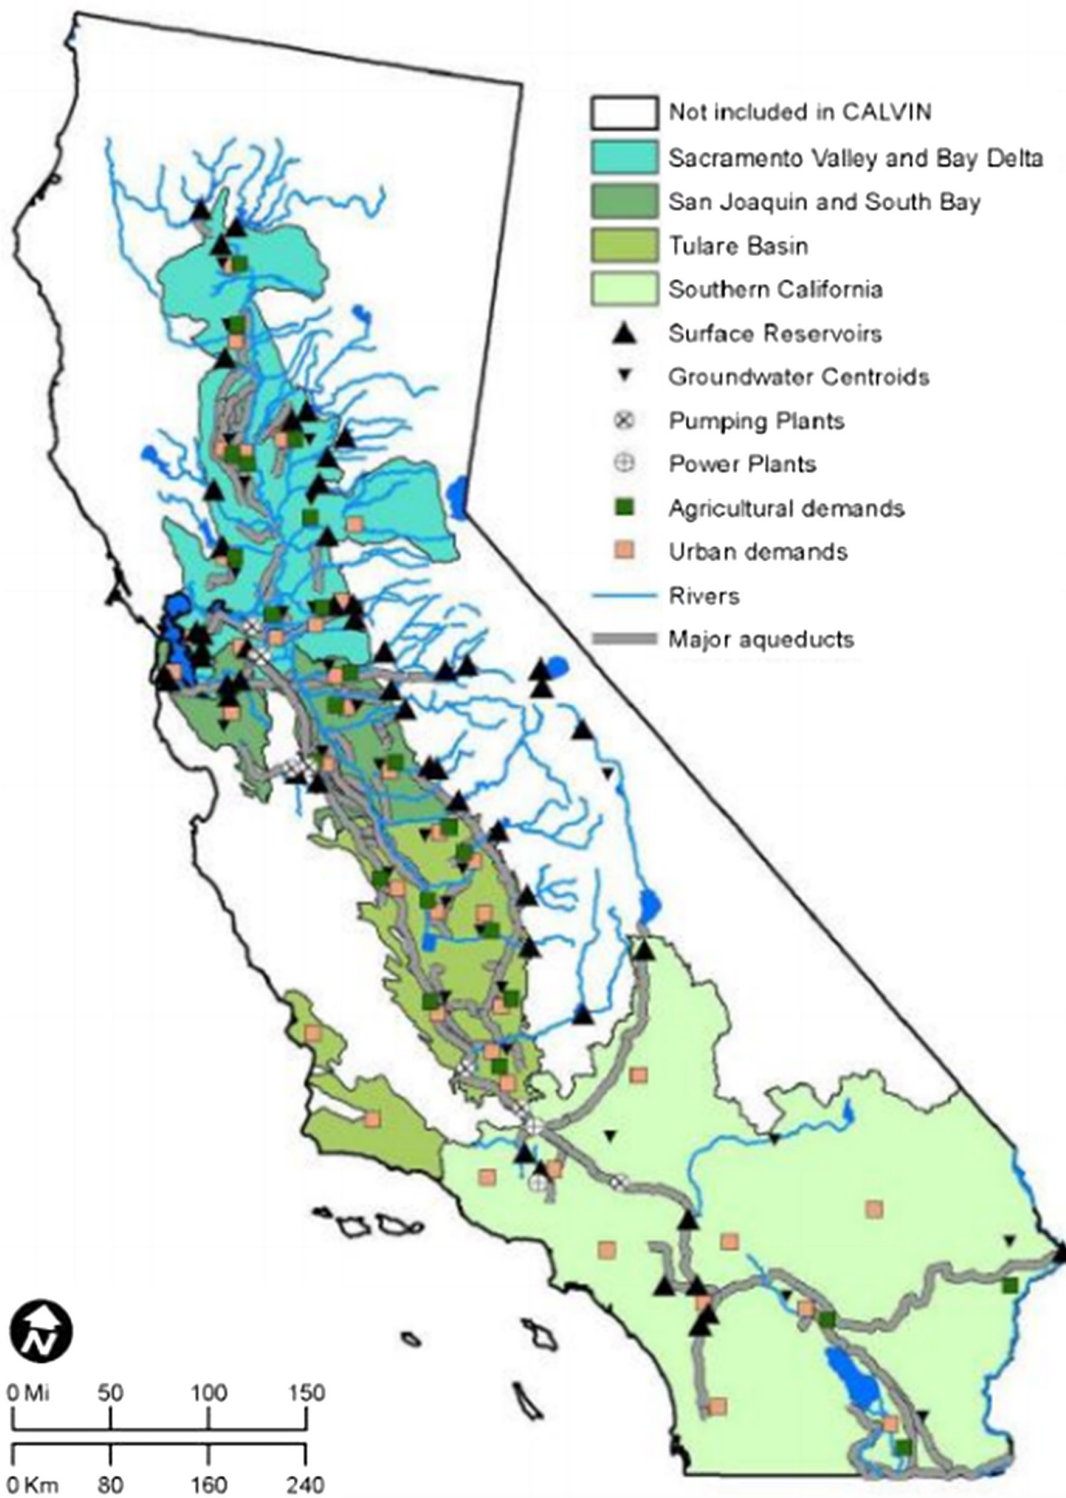 Not included in CALVIN
Sacramento Valley and Bay Delta
San Joaquin and South Bay
Tulare Basin
Southern California
Surface Reservoirs
Groundwater Centroids
Pumping Plants
Power Plants
Agricultural demands
Urban demands
Rivers
Major aqueducts
N
0 Mi 50 100 150
0 Km 80 160 240